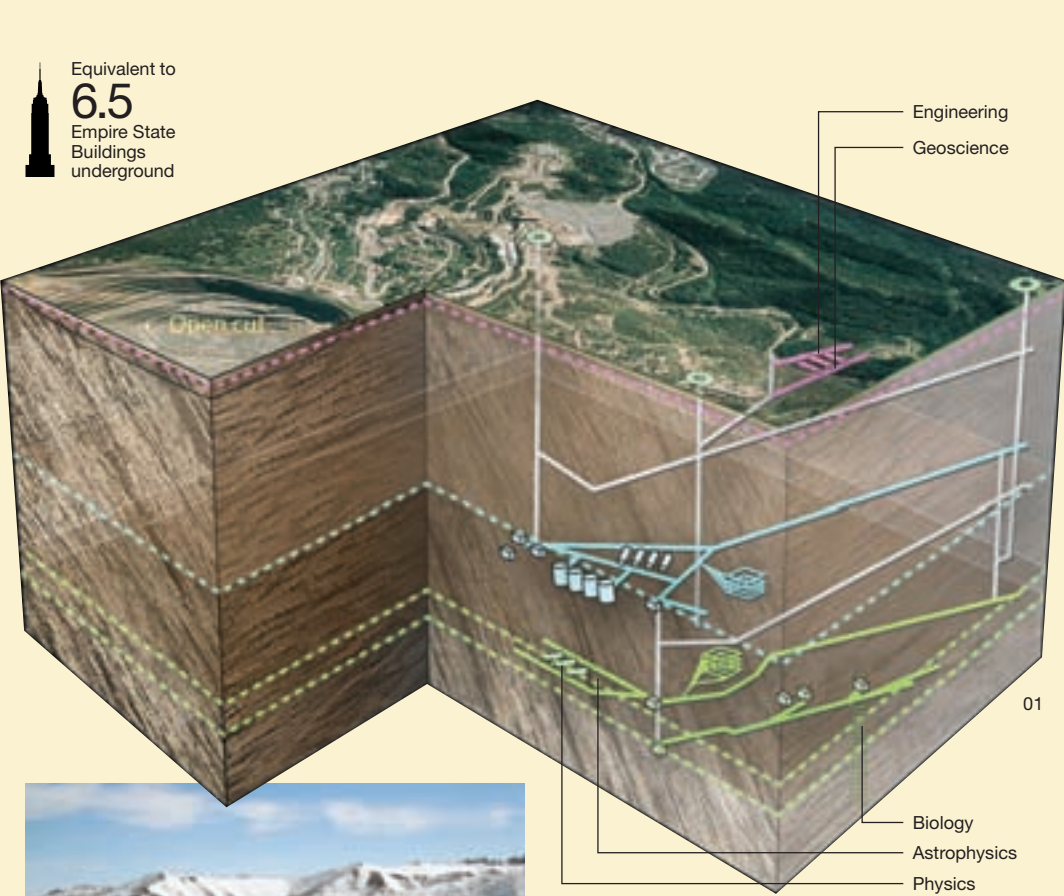 Equivalent to
6.5
Empire State
Buildings
underground
Engineering
Geoscience
Open cut
01
Biology
Astrophysics
Physics